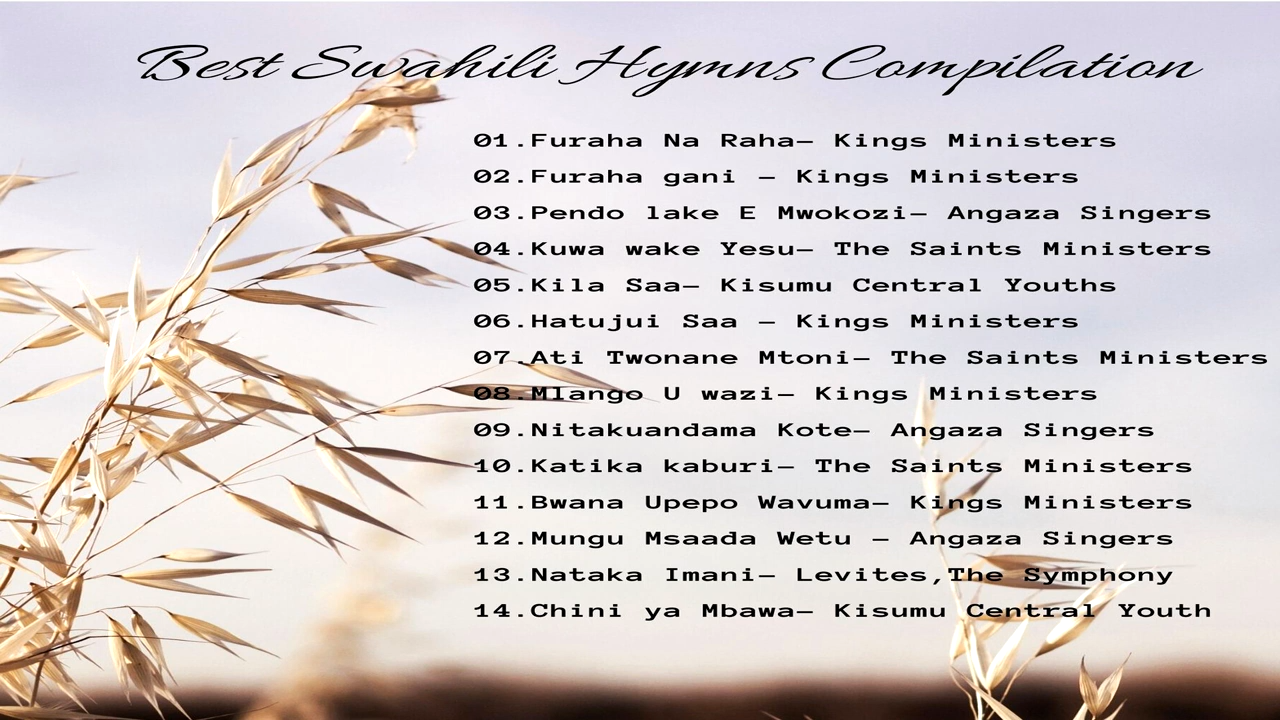 Best Swahili Hymns Compilation
01.Furaha Na Raha– Kings Ministers
02.Furaha gani – Kings Ministers
03.Pendo lake E Mwokozi– Angaza Singers
04.Kuwa wake Yesu– The Saints Ministers
05.Kila Saa– Kisumu Central Youths
06.Hatujui Saa – Kings Ministers
07.Ati Twonane Mtoni– The Saints Ministers
08.Mlango U wazi– Kings Ministers
09.Nitakuandama Kote– Angaza Singers
10.Katika kaburi– The Saints Ministers
11.Bwana Upepo Wavuma– Kings Ministers
12.Mungu Msaada Wetu – Angaza Singers
13.Nataka Imani– Levites,The Symphony
14.Chini ya Mbawa– Kisumu Central Youth